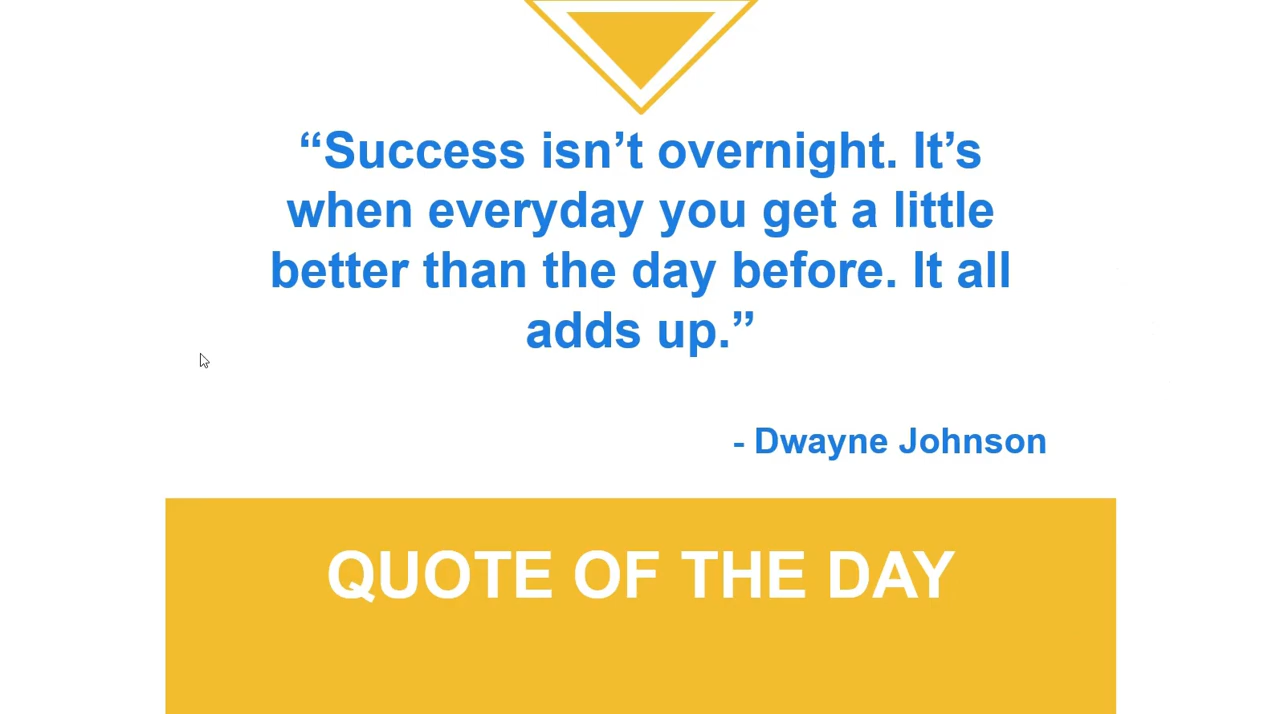 “Success isn’t overnight. It’s
when everyday you get a little
better than the day before. It all
adds up.”
- Dwayne Johnson
QUOTE OF THE DAY